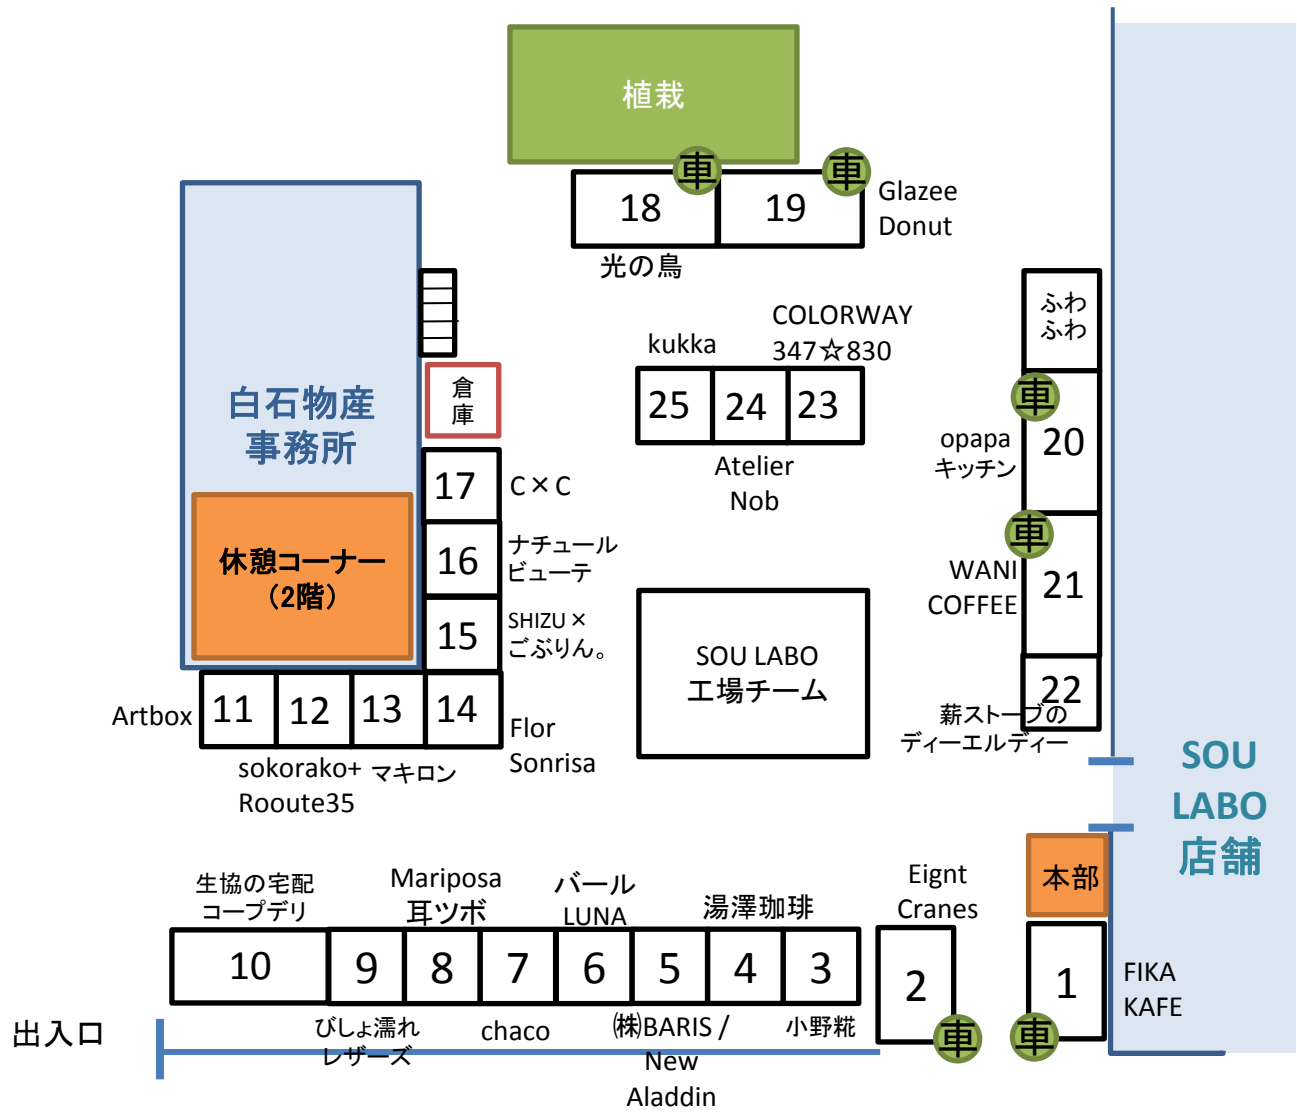 植栽
車
車
18
19
Glazee
Donut
光の鳥
白石物産
事務所
倉
庫
休憩コーナー
（2階）
kukka
COLORWAY
347☆830
25
24
23
Atelier
Nob
ふわ
ふわ
車
20
opapa
キッチン
車
21
WANI
COFFEE
22
薪ストーブの
ディーエルディー
17
C×C
16
ナチュール
ビューテ
15
SHIZU×
ごぶりん。
Artbox
11
12
13
14
Flor
Sonrisa
sokorako+
Rooute35
マキロン
SOU LABO
工場チーム
SOU
LABO
店舗
本部
生協の宅配
コープデリ
Mariposa
耳ツボ
バール
LUNA
湯澤珈琲
Eignt
Cranes
10
9
8
7
6
5
4
3
2
車
1
車
FIKA
KAFE
出入口
びしょ濡れ
レザーズ
chaco
㈱BARIS /
New
Aladdin
小野糀